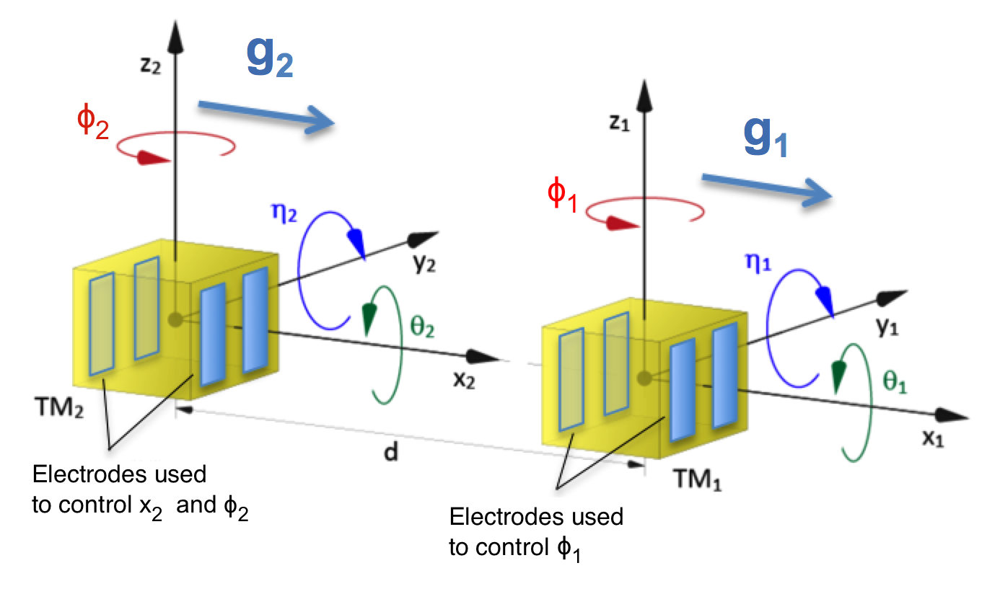 z₂
g₂
ϕ₂
z₁
g₁
ϕ₁
η₂
y₂
η₁
θ₂
y₁
x₂
θ₁
TM₂
x₁
d
Electrodes used
to control x₂ and ϕ₂
TM₁
Electrodes used
to control ϕ₁